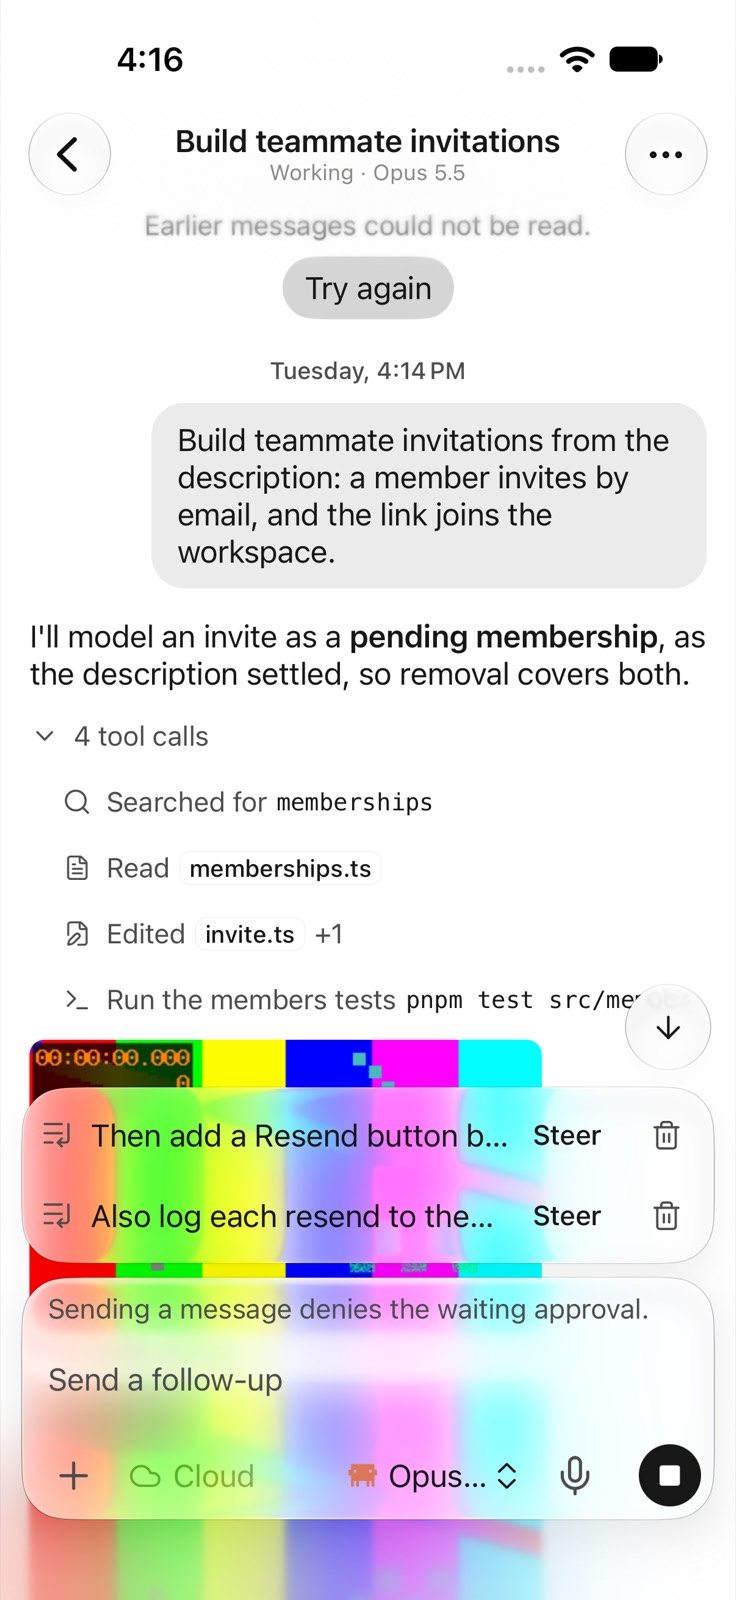 4:16
Build teammate invitations
Working · Opus 5.5
Earlier messages could not be read.
Try again
Tuesday, 4:14 PM
Build teammate invitations from the
description: a member invites by
email, and the link joins the
workspace.
I'll model an invite as a pending membership, as
the description settled, so removal covers both.
4 tool calls
Searched for memberships
Read memberships.ts
Edited invite.ts +1
Run the members tests pnpm test src/me
00:00:00.000
0
Then add a Resend button b... Steer
Also log each resend to the... Steer
Sending a message denies the waiting approval.
Send a follow-up
Cloud Opus...